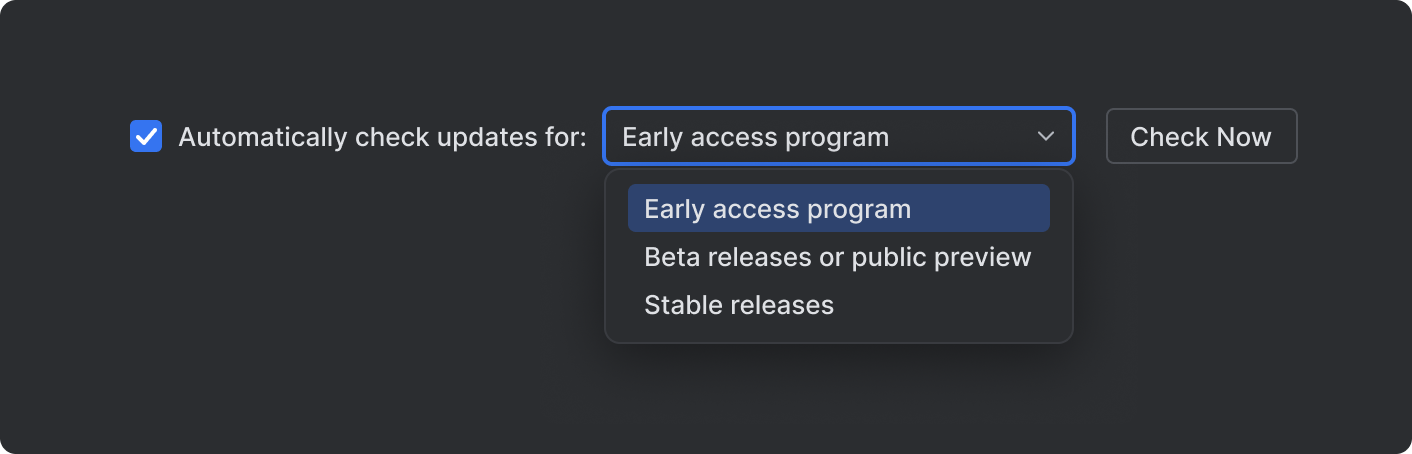 Automatically check updates for: Early access program Check Now
Early access program
Beta releases or public preview
Stable releases